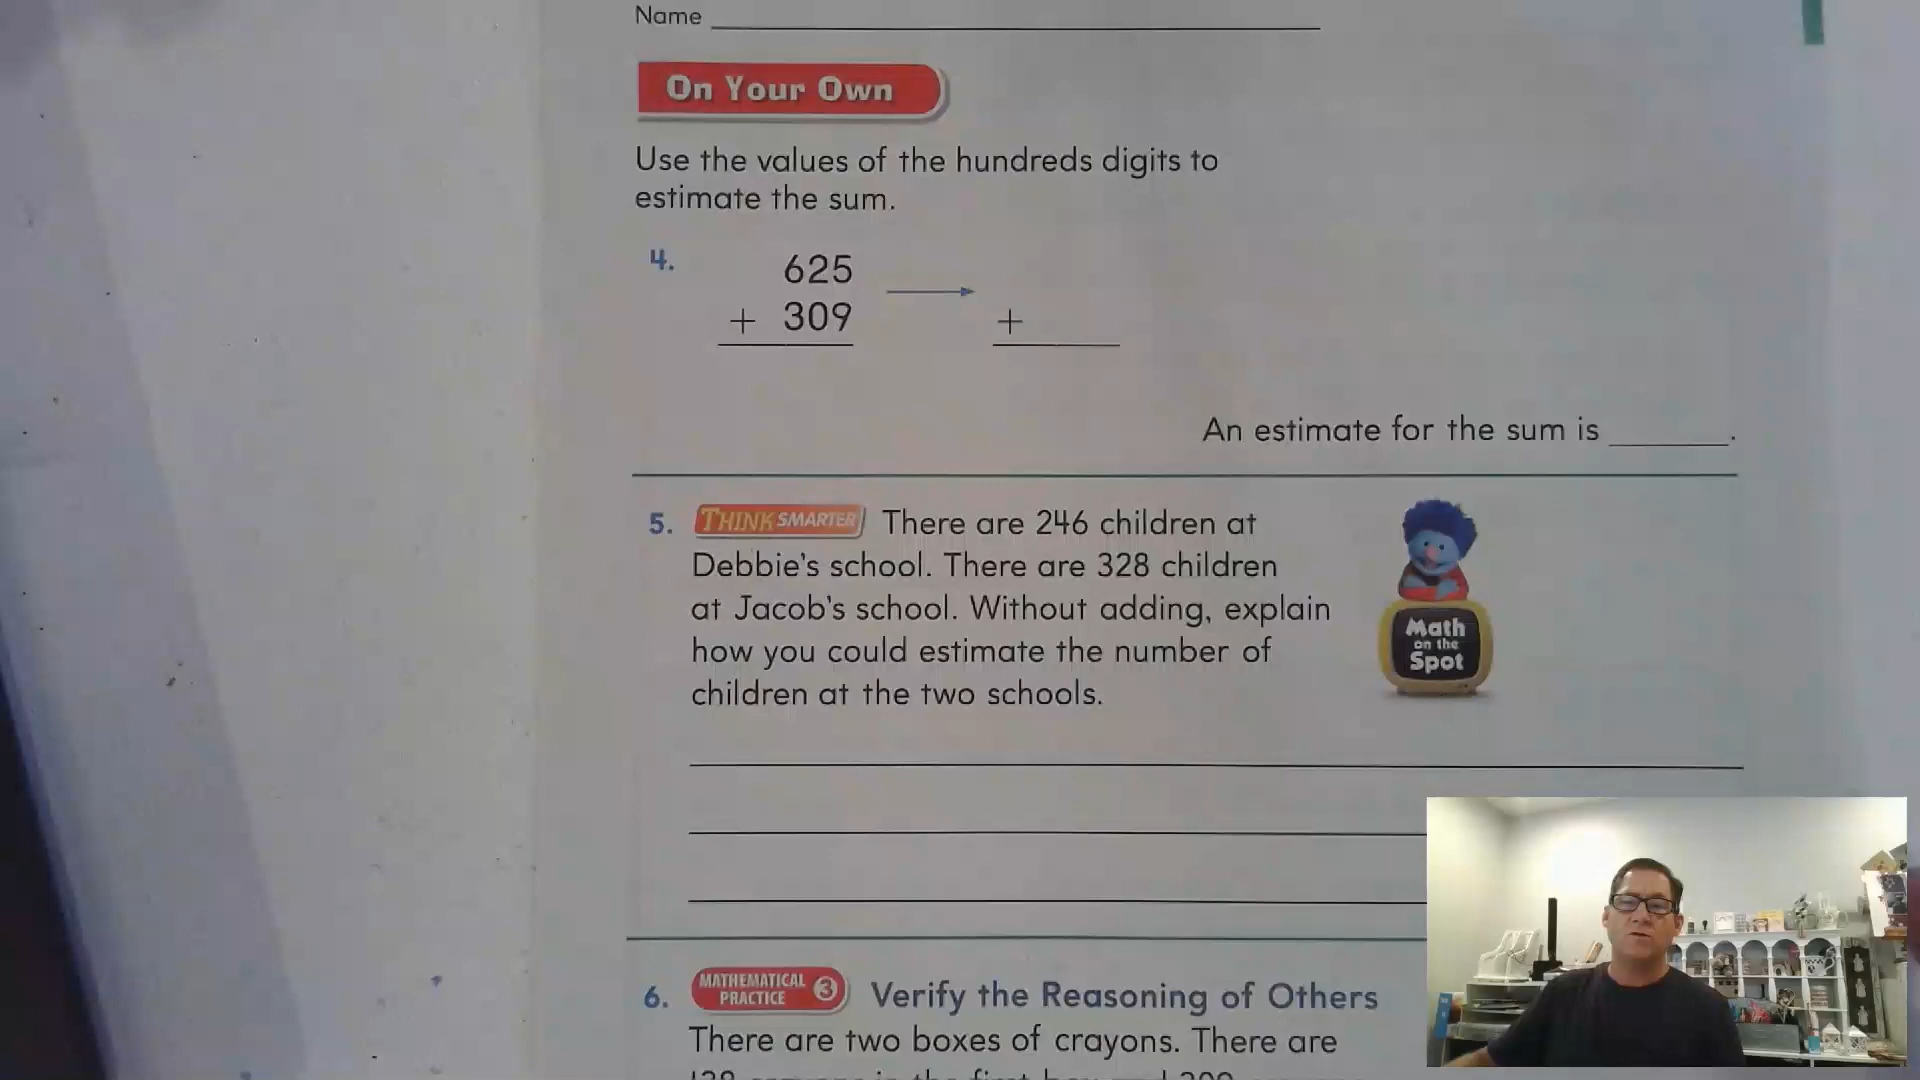 Name
On Your Own
Use the values of the hundreds digits to
estimate the sum.
4. 625
+ 309
+
An estimate for the sum is
5. THINK SMARTER There are 246 children at
Debbie's school. There are 328 children
at Jacob's school. Without adding, explain
how you could estimate the number of
children at the two schools.
Math
on the
Spot
6. MATHEMATICAL PRACTICE 3 Verify the Reasoning of Others
There are two boxes of crayons. There are